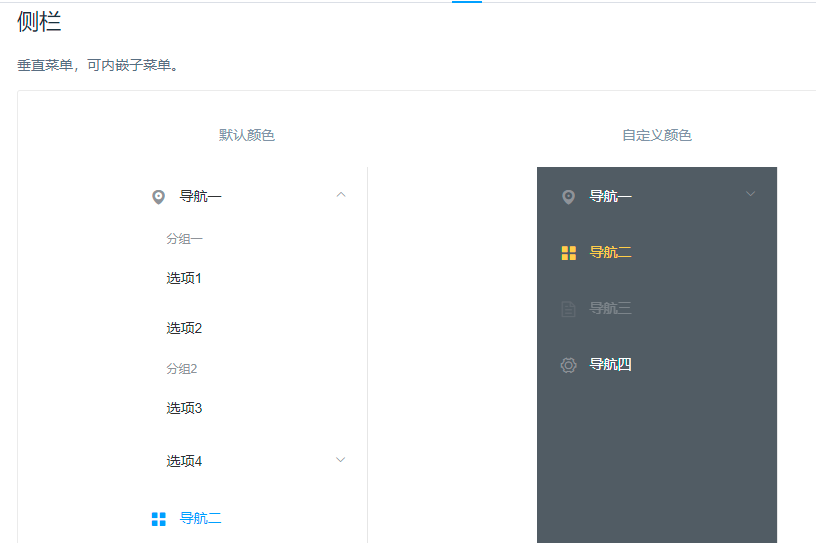 侧栏
垂直菜单，可内嵌子菜单。
默认颜色
自定义颜色
导航一
分组一
选项1
选项2
分组2
选项3
选项4
导航二
导航一
导航二
导航三
导航四